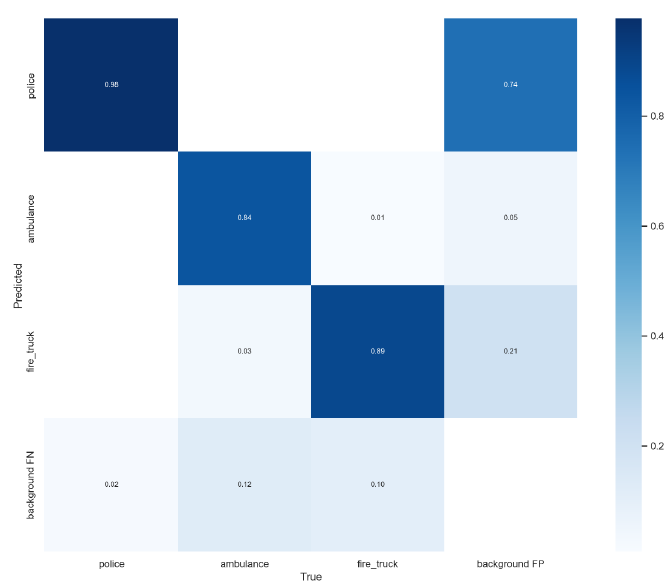 police
0.98
0.74
0.8
ambulance
0.84
0.01
0.05
0.6
Predicted
fire_truck
0.03
0.89
0.21
0.4
background FN
0.02
0.12
0.10
0.2
police
ambulance
fire_truck
background FP
True